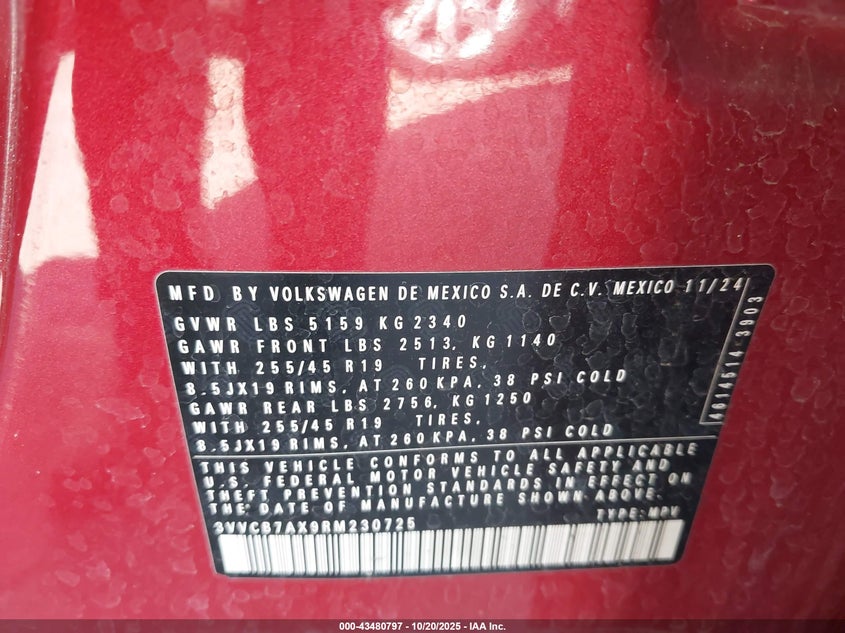 MFD BY VOLKSWAGEN DE MEXICO S.A. DE C.V. MEXICO 11/24
GVWR LBS 5159 KG 2340
GAWR FRONT LBS 2513, KG 1140
WITH 255/45 R19 TIRES,
8.5JX19 RIMS, AT 260 KPA, 38 PSI COLD
GAWR REAR LBS 2756, KG 1250
WITH 255/45 R19 TIRES,
8.5JX19 RIMS, AT 260 KPA, 38 PSI COLD
THIS VEHICLE CONFORMS TO ALL APPLICABLE
U.S. FEDERAL MOTOR VEHICLE SAFETY AND
THEFT PREVENTION STANDARDS IN EFFECT ON
THE DATE OF MANUFACTURE SHOWN ABOVE.
3VVCB7AX9RM230725 TYPE: MPV
4614514 3903
000-43480797 - 10/20/2025 - IAA Inc.